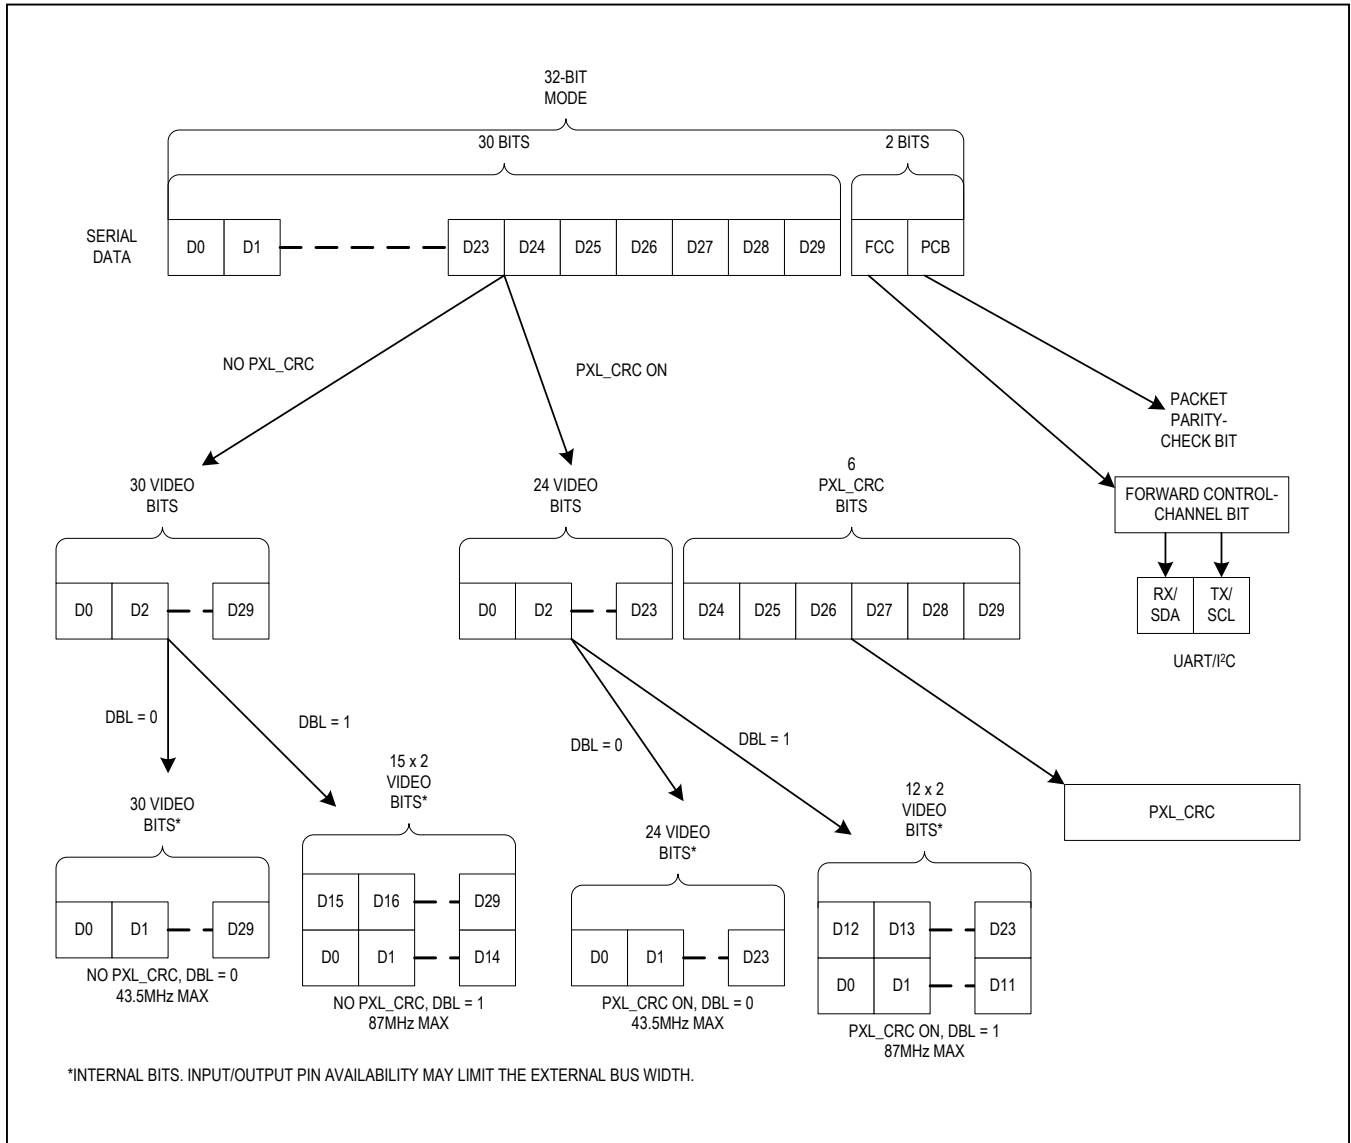 32-BIT
MODE
30 BITS
2 BITS
SERIAL
DATA
D0
D1
D23
D24
D25
D26
D27
D28
D29
FCC
PCB
NO PXL_CRC
PXL_CRC ON
PACKET
PARITY-
CHECK BIT
30 VIDEO
BITS
24 VIDEO
BITS
6
PXL_CRC
BITS
FORWARD CONTROL-
CHANNEL BIT
D0
D2
D29
D0
D2
D23
D24
D25
D26
D27
D28
D29
RX/
SDA
TX/
SCL
UART/I²C
DBL = 0
DBL = 1
DBL = 0
DBL = 1
30 VIDEO
BITS*
15 x 2
VIDEO
BITS*
24 VIDEO
BITS*
12 x 2
VIDEO
BITS*
PXL_CRC
D0
D1
D29
NO PXL_CRC, DBL = 0
43.5MHz MAX
D15
D16
D29
D0
D1
D14
NO PXL_CRC, DBL = 1
87MHz MAX
D0
D1
D23
PXL_CRC ON, DBL = 0
43.5MHz MAX
D12
D13
D23
D0
D1
D11
PXL_CRC ON, DBL = 1
87MHz MAX
*INTERNAL BITS. INPUT/OUTPUT PIN AVAILABILITY MAY LIMIT THE EXTERNAL BUS WIDTH.